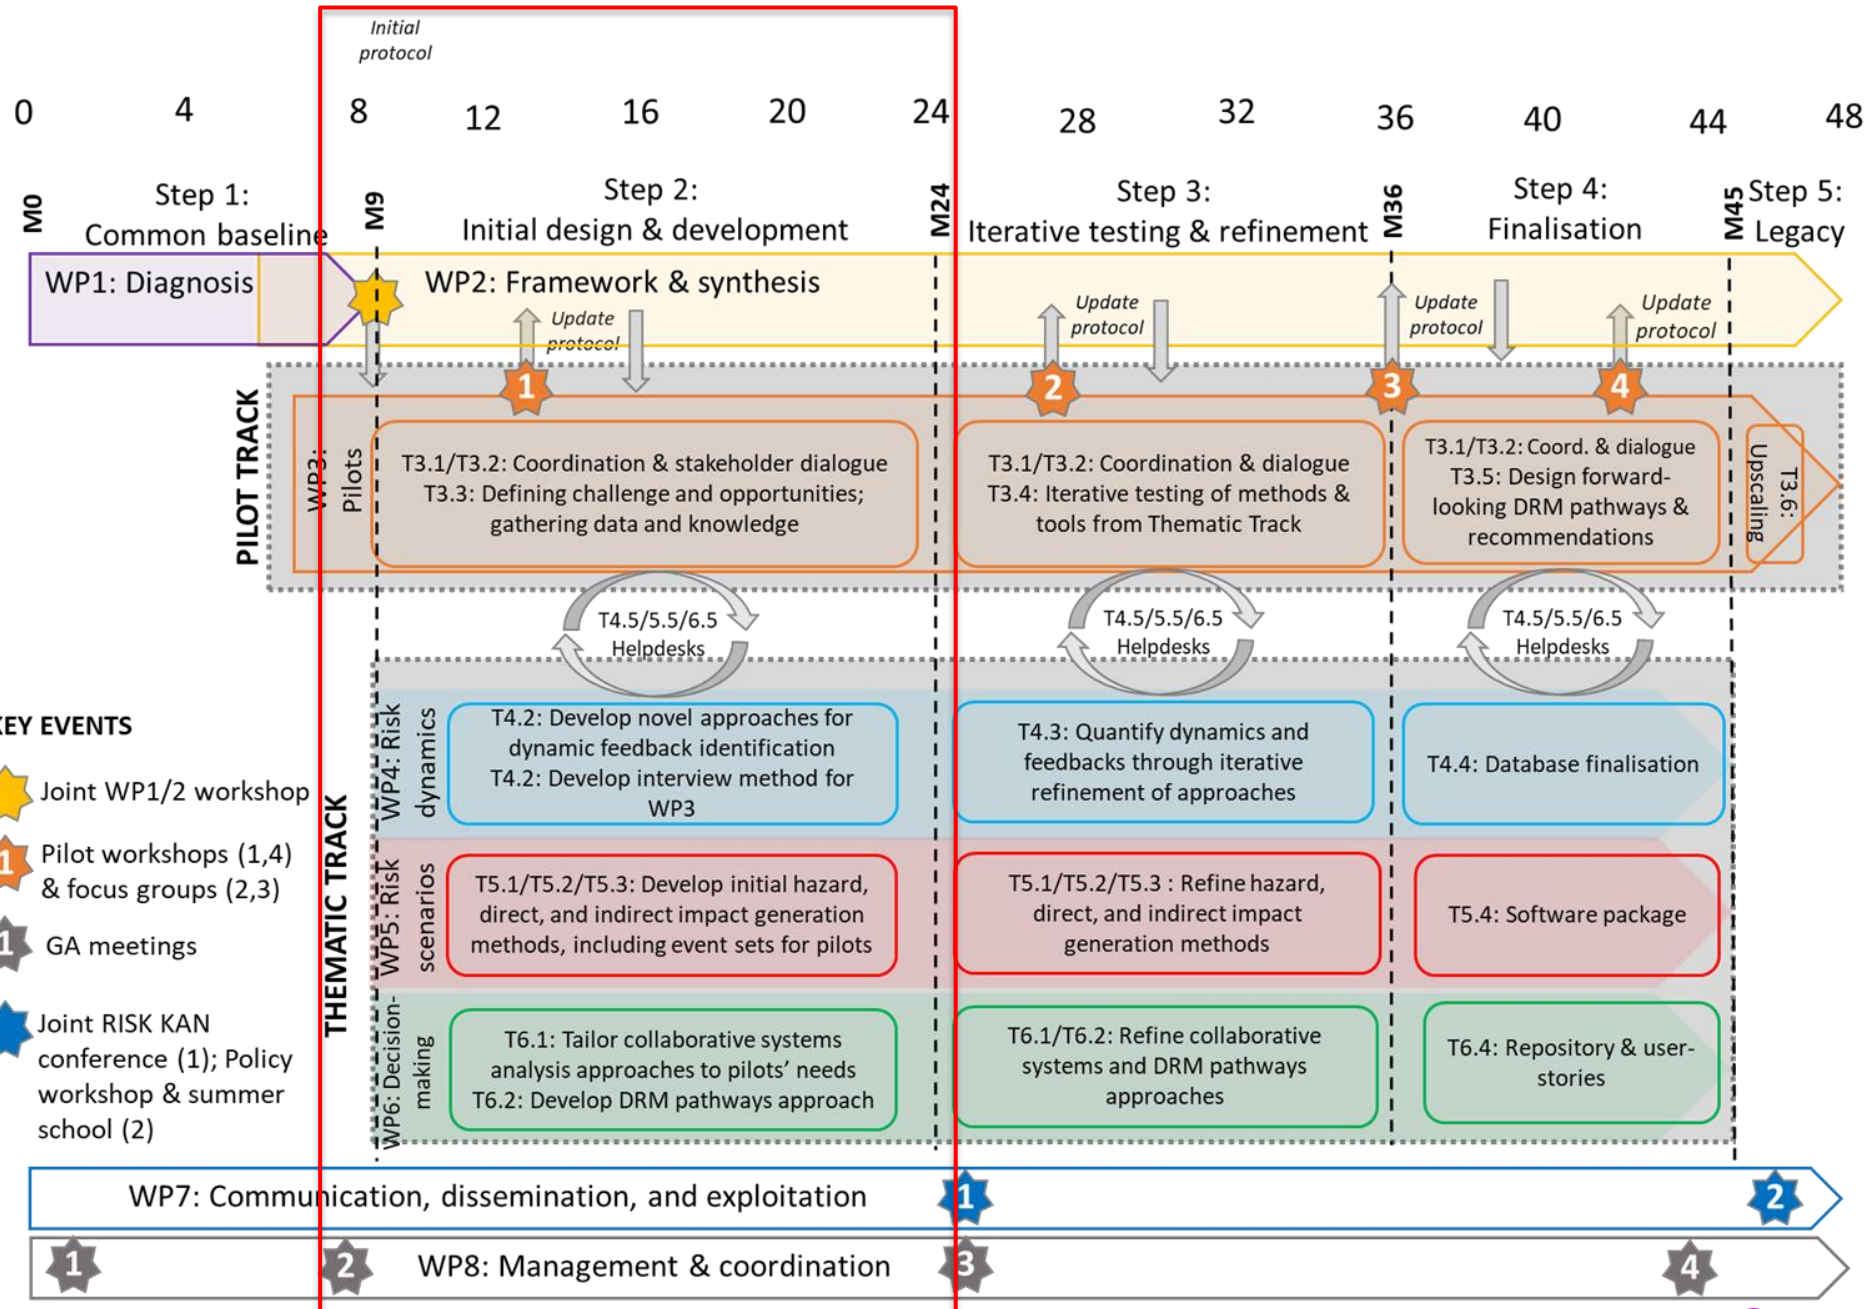 Initial
protocol
0 4 8 12 16 20 24 28 32 36 40 44 48
M0
Step 1:
Common baseline
M9
Step 2:
Initial design & development
M24
Step 3:
Iterative testing & refinement
M36
Step 4:
Finalisation
M45
Step 5:
Legacy
WP1: Diagnosis
WP2: Framework & synthesis
Update
protocol
Update
protocol
Update
protocol
Update
protocol
1
2
3
4
PILOT TRACK
WP3:
Pilots
T3.1/T3.2: Coordination & stakeholder dialogue
T3.3: Defining challenge and opportunities;
gathering data and knowledge
T3.1/T3.2: Coordination & dialogue
T3.4: Iterative testing of methods &
tools from Thematic Track
T3.1/T3.2: Coord. & dialogue
T3.5: Design forward-
looking DRM pathways &
recommendations
T3.6:
Upscaling
T4.5/5.5/6.5
Helpdesks
T4.5/5.5/6.5
Helpdesks
T4.5/5.5/6.5
Helpdesks
KEY EVENTS
Joint WP1/2 workshop
1
Pilot workshops (1,4)
& focus groups (2,3)
1
GA meetings
Joint RISK KAN
conference (1); Policy
workshop & summer
school (2)
THEMATIC TRACK
WP4: Risk
dynamics
T4.2: Develop novel approaches for
dynamic feedback identification
T4.2: Develop interview method for
WP3
T4.3: Quantify dynamics and
feedbacks through iterative
refinement of approaches
T4.4: Database finalisation
WP5: Risk
scenarios
T5.1/T5.2/T5.3: Develop initial hazard,
direct, and indirect impact generation
methods, including event sets for pilots
T5.1/T5.2/T5.3 : Refine hazard,
direct, and indirect impact
generation methods
T5.4: Software package
WP6: Decision-
making
T6.1: Tailor collaborative systems
analysis approaches to pilots' needs
T6.2: Develop DRM pathways approach
T6.1/T6.2: Refine collaborative
systems and DRM pathways
approaches
T6.4: Repository & user-
stories
WP7: Communication, dissemination, and exploitation
1
2
1
2
WP8: Management & coordination
3
4